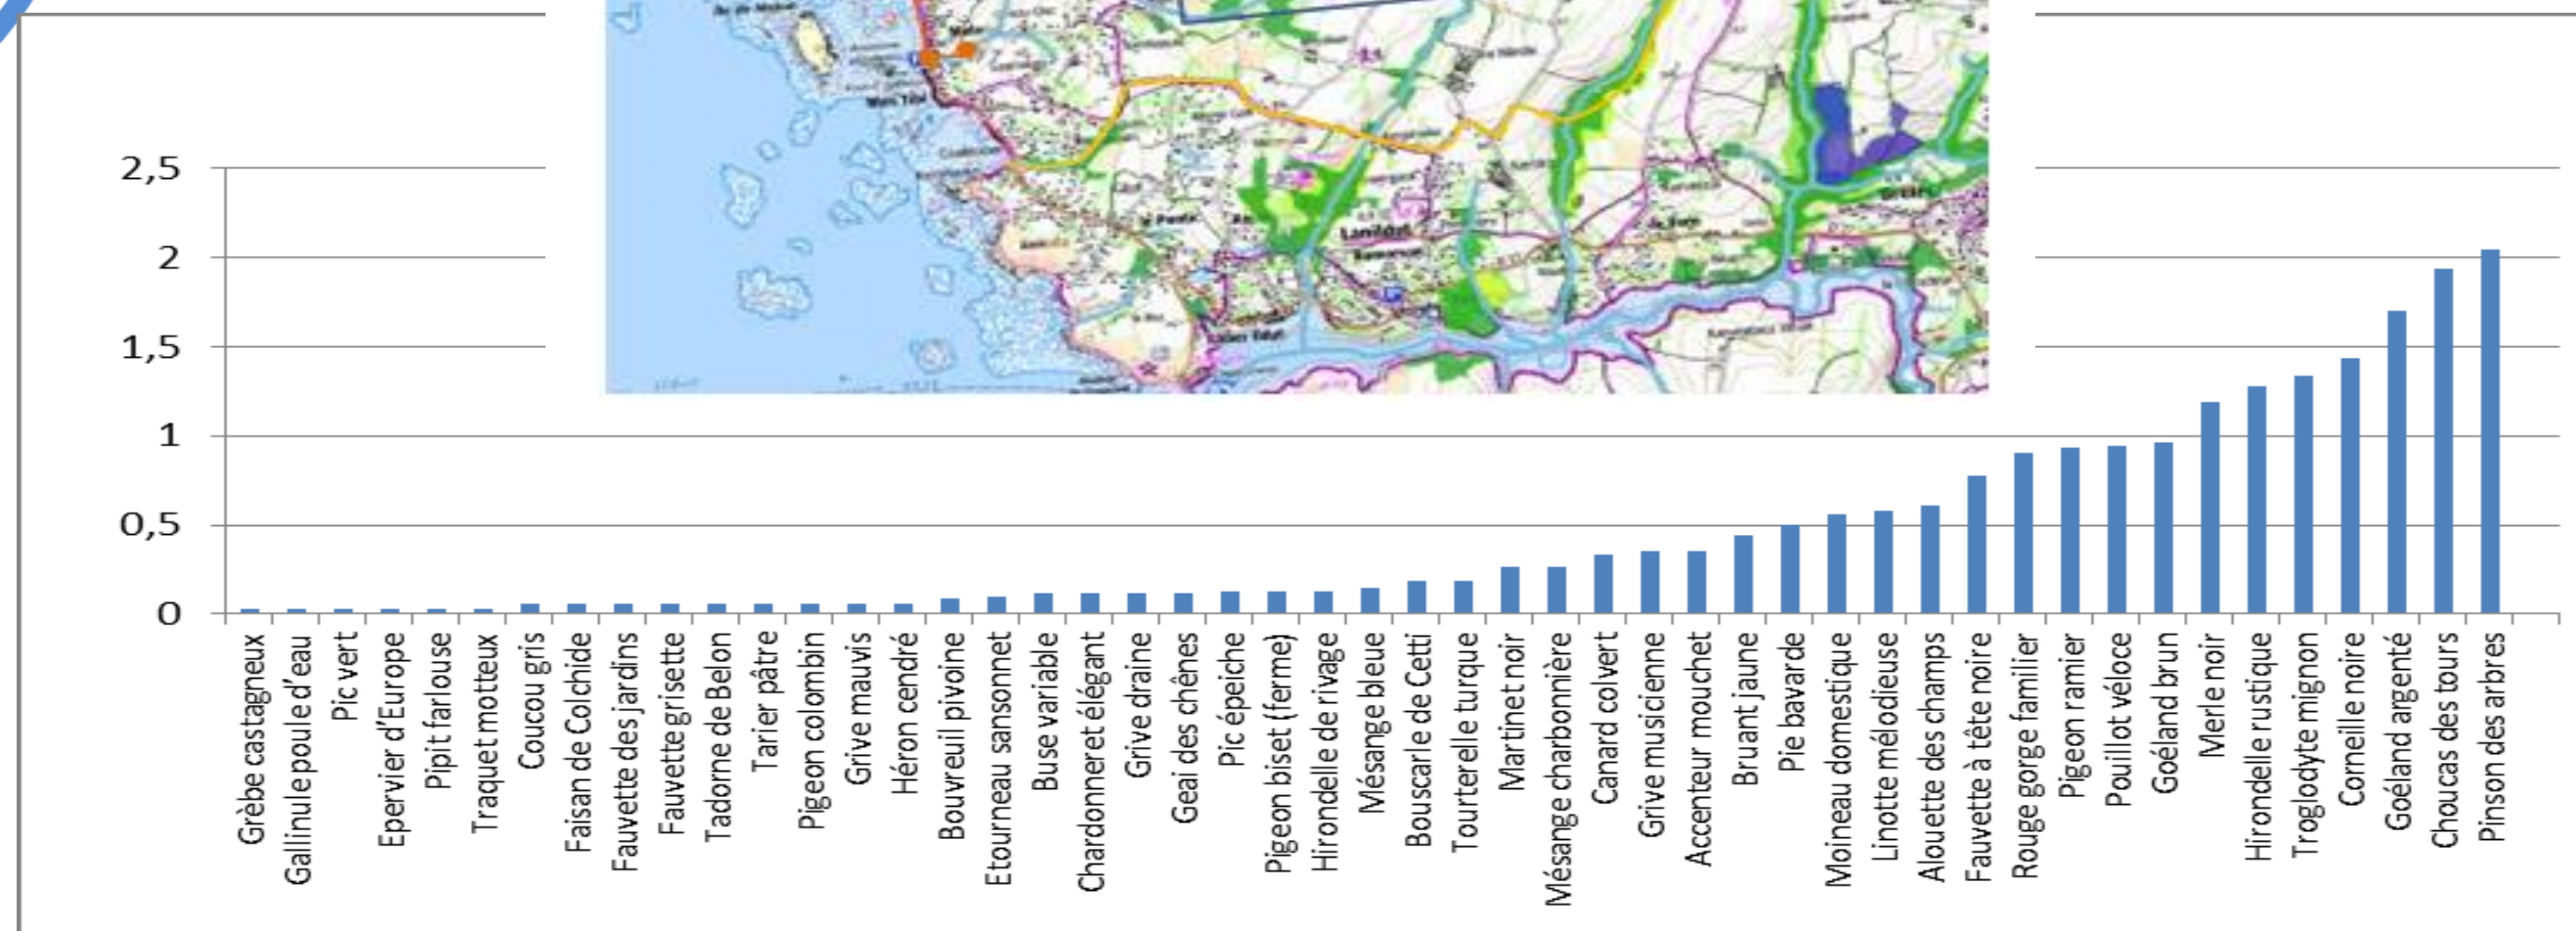 Lanildut
2,5
2
1,5
1
0,5
0
Grèbe castagneux
Gallinule poule d'eau
Pic vert
Epervier d'Europe
Pipit farlouse
Traquet motteux
Coucou gris
Faisan de Colchide
Fauvette des jardins
Fauvette grisette
Tadorne de Belon
Tarier pâtre
Pigeon colombin
Grive mauvis
Héron cendré
Bouvreuil pivoine
Etourneau sansonnet
Buse variable
Chardonneret élégant
Grive draine
Geai des chênes
Pic épeiche
Pigeon biset (ferme)
Hirondelle de rivage
Mésange bleue
Bouscarle de Cetti
Tourterelle turque
Martinet noir
Mésange charbonnière
Canard colvert
Grive musicienne
Accenteur mouchet
Bruant jaune
Pie bavarde
Moineau domestique
Linotte mélodieuse
Alouette des champs
Fauvette à tête noire
Rouge gorge familier
Pigeon ramier
Pouillot véloce
Goéland brun
Merle noir
Hirondelle rustique
Troglodyte mignon
Corneille noire
Goéland argenté
Choucas des tours
Pinson des arbres